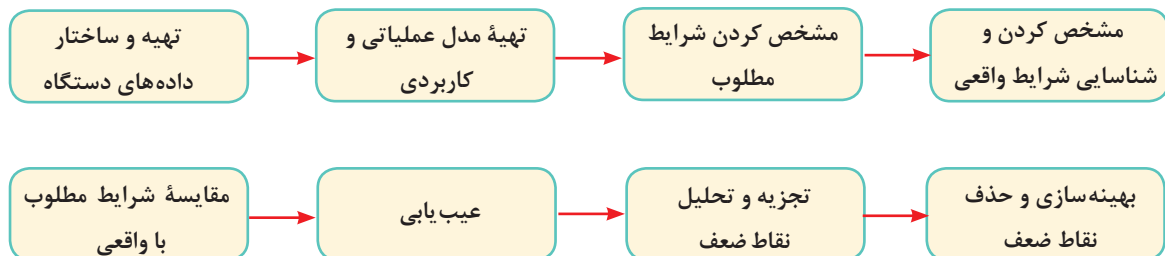 تهیه و ساختار
داده‌های دستگاه
تهیهٔ مدل عملیاتی و
کاربردی
مشخص کردن شرایط
مطلوب
مشخص کردن و
شناسایی شرایط واقعی
مقایسهٔ شرایط مطلوب
با واقعی
عیب‌یابی
تجزیه و تحلیل
نقاط ضعف
بهینه‌سازی و حذف
نقاط ضعف